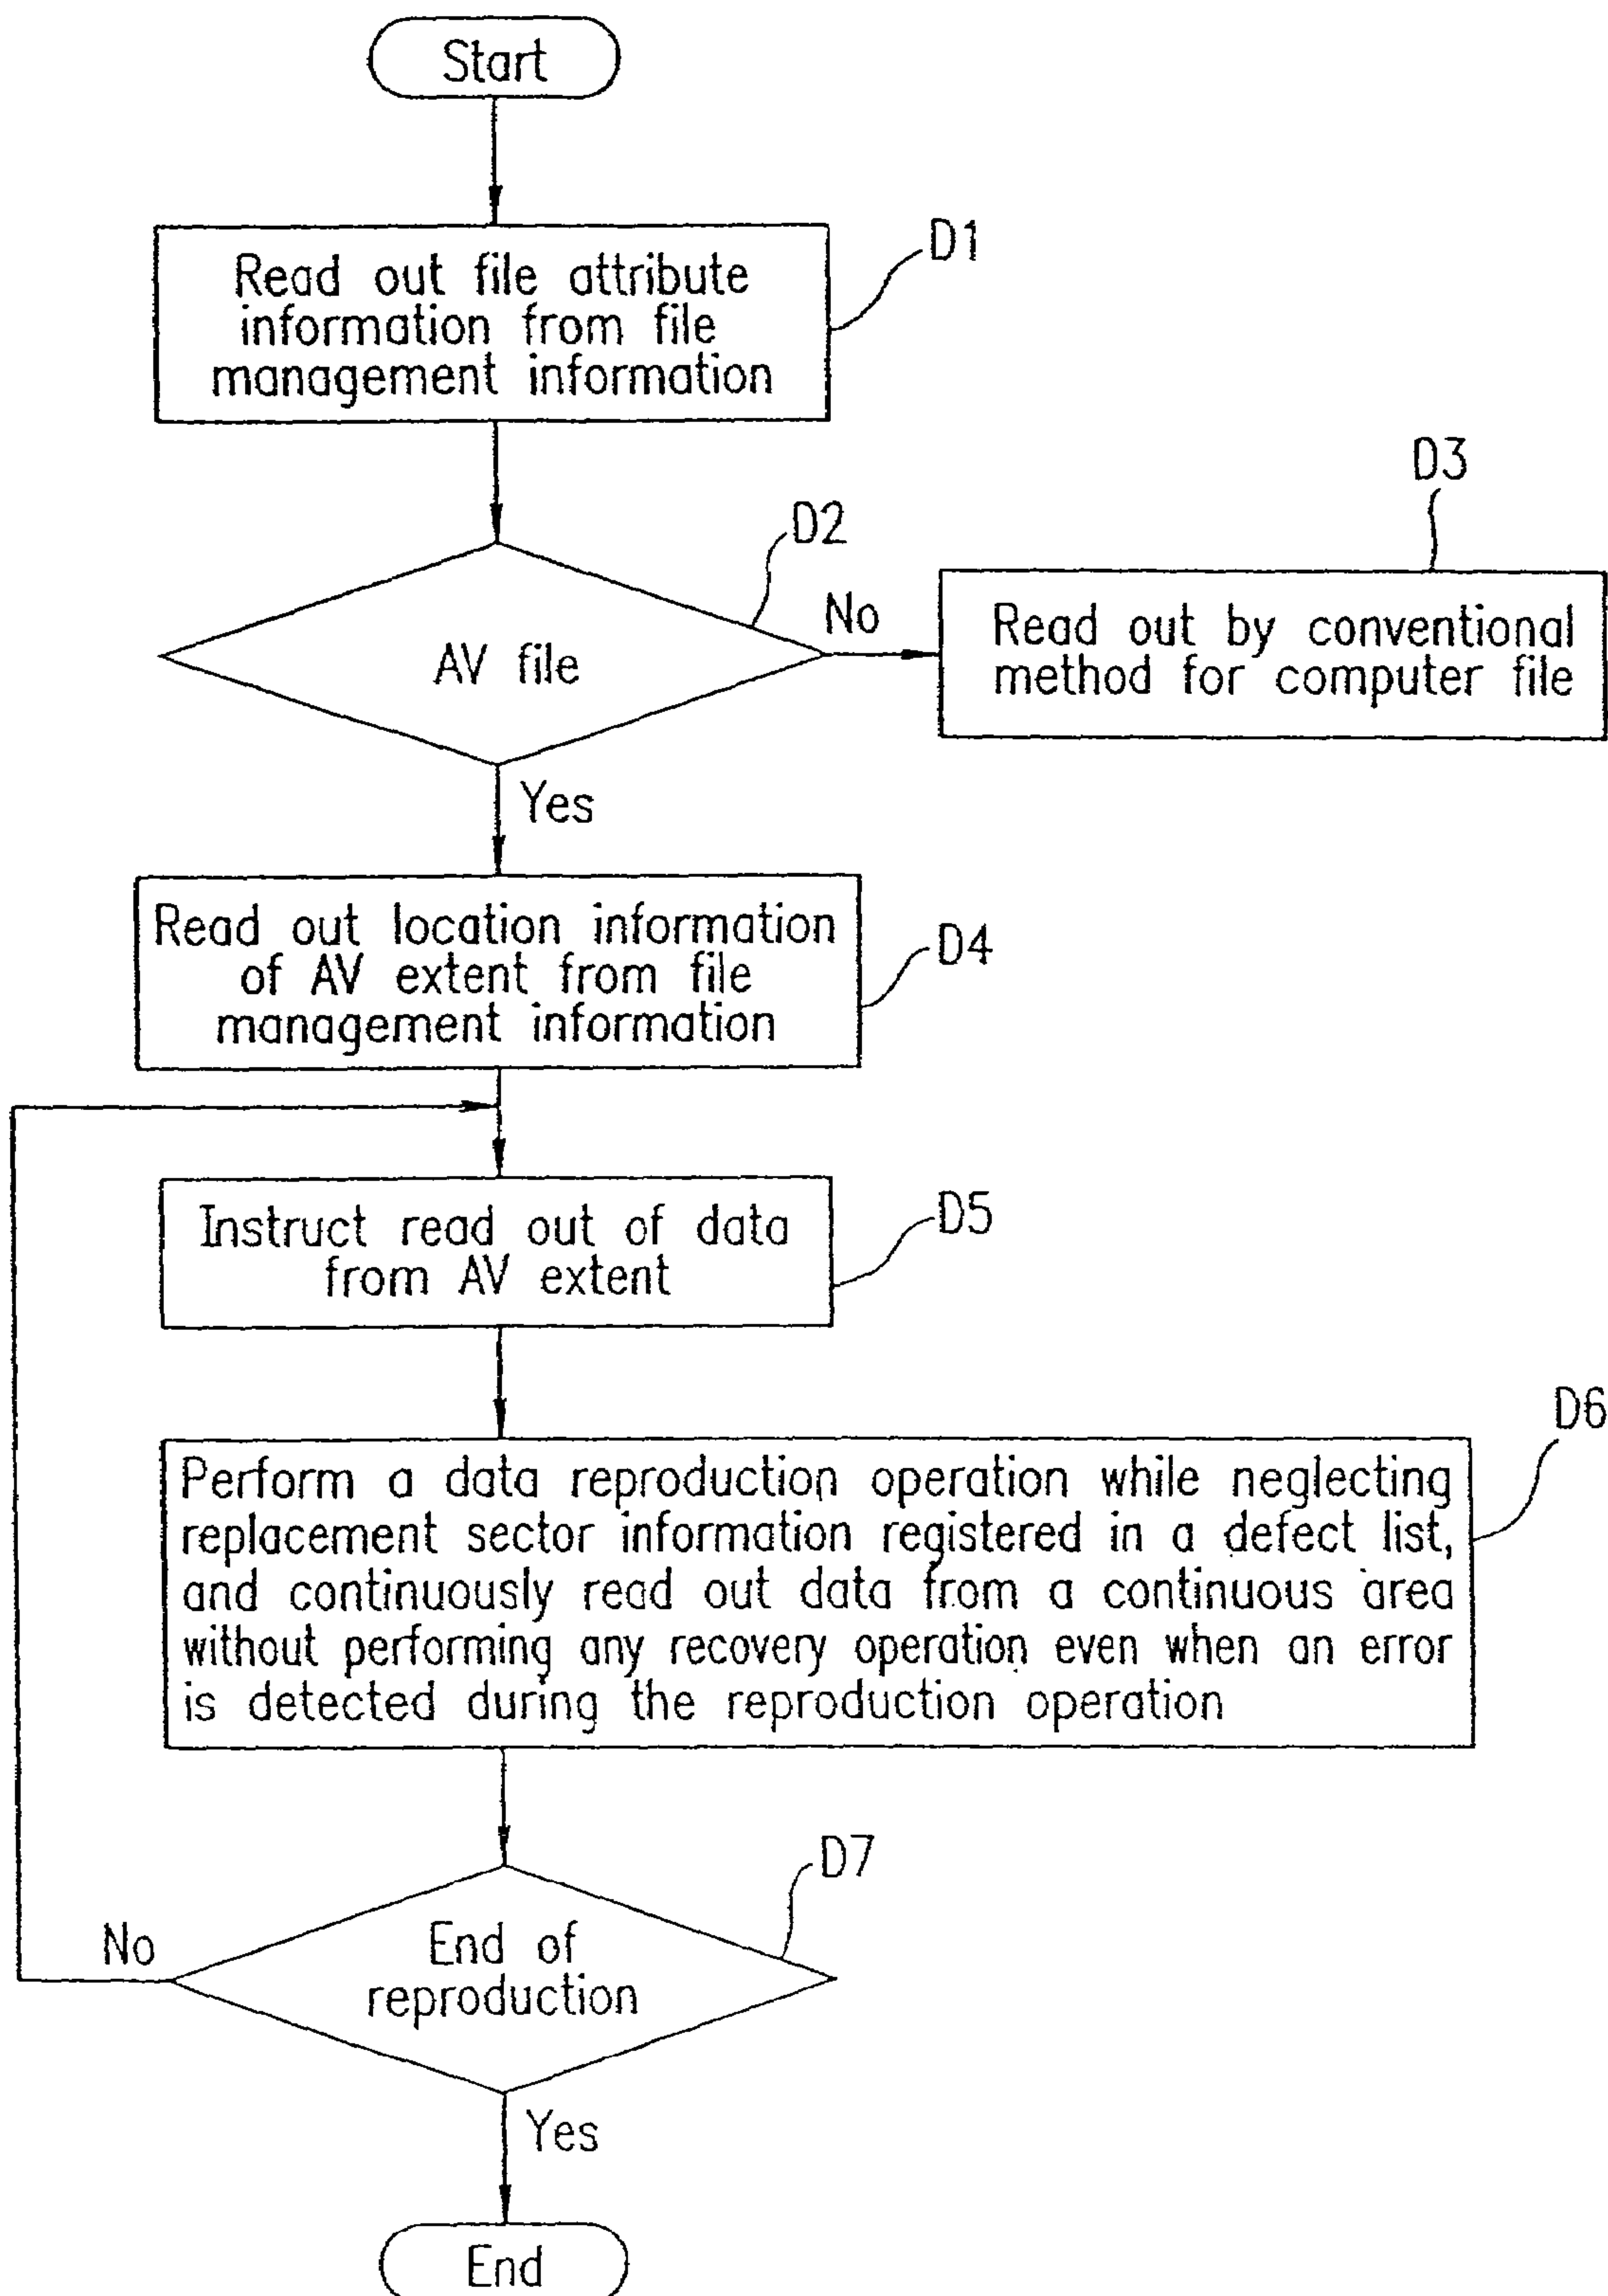 Start
Read out file attribute
information from file
management information
D1
AV file
D2
No
D3
Read out by conventional
method for computer file
Yes
Read out location information
of AV extent from file
management information
D4
Instruct read out of data
from AV extent
D5
D6
Perform a data reproduction operation while neglecting
replacement sector information registered in a defect list,
and continuously read out data from a continuous area
without performing any recovery operation even when an error
is detected during the reproduction operation
D7
No
End of
reproduction
Yes
End